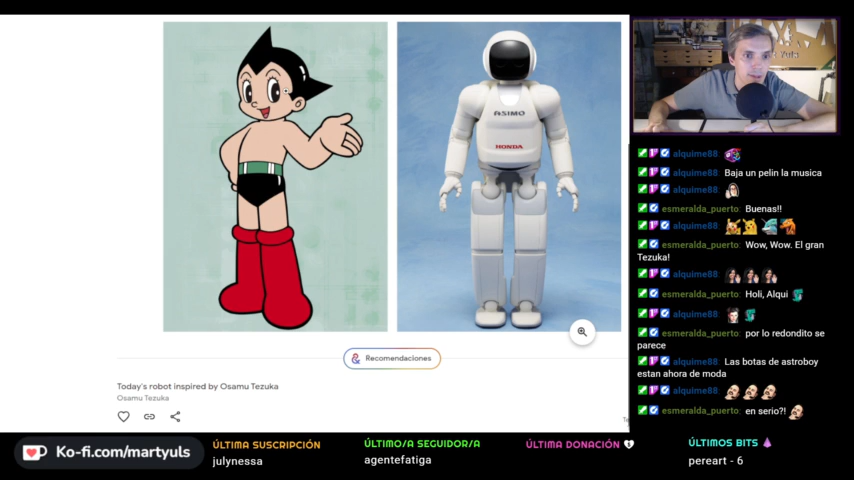 ASIMO
HONDA
Recomendaciones
Today's robot inspired by Osamu Tezuka
Osamu Tezuka
alquime88:
alquime88: Baja un pelin la musica
alquime88:
esmeralda_puerto: Buenas!!
alquime88:
esmeralda_puerto: Wow, Wow. El gran
Tezuka!
alquime88:
esmeralda_puerto: Holi, Alqui
alquime88:
esmeralda_puerto: por lo redondito se
parece
alquime88: Las botas de astroboy
estan ahora de moda
alquime88:
esmeralda_puerto: en serio?!
Ko-fi.com/martyuls
ÚLTIMA SUSCRIPCIÓN
julynessa
ÚLTIMO/A SEGUIDOR/A
agentefatiga
ÚLTIMA DONACIÓN
ÚLTIMOS BITS
pereart - 6